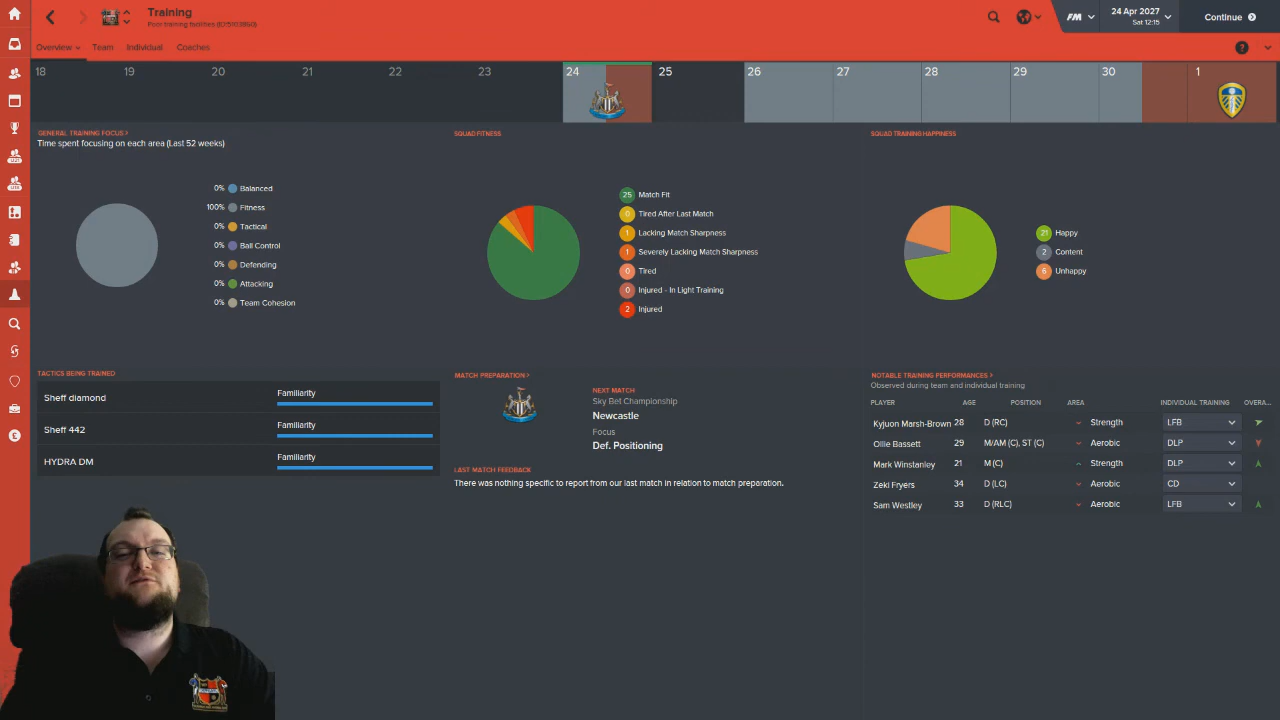 Training
Poor training facilities
FM
24 Apr 2027
Sat 12:15
Continue
Overview
Team
Individual
Coaches
?
18
19
20
21
22
23
24
25
26
27
28
29
30
1
GENERAL TRAINING FOCUS >
Time spent focusing on each area (Last 52 weeks)
0% Balanced
100% Fitness
0% Tactical
0% Ball Control
0% Defending
0% Attacking
0% Team Cohesion
SQUAD FITNESS
25 Match Fit
0 Tired After Last Match
1 Lacking Match Sharpness
1 Severely Lacking Match Sharpness
0 Tired
0 Injured - In Light Training
2 Injured
SQUAD TRAINING HAPPINESS
21 Happy
2 Content
6 Unhappy
TACTICS BEING TRAINED
Sheff diamond
Familiarity
Sheff 442
Familiarity
HYDRA DM
Familiarity
MATCH PREPARATION >
NEXT MATCH
Sky Bet Championship
Newcastle
Focus
Def. Positioning
LAST MATCH FEEDBACK
There was nothing specific to report from our last match in relation to match preparation.
NOTABLE TRAINING PERFORMANCES >
Observed during team and individual training
PLAYER AGE POSITION AREA INDIVIDUAL TRAINING OVERA...
Kyjuon Marsh-Brown 28 D (RC) Strength LFB
Ollie Bassett 29 M/AM (C), ST (C) Aerobic DLP
Mark Winstanley 21 M (C) Strength DLP
Zeki Fryers 34 D (LC) Aerobic CD
Sam Westley 33 D (RLC) Aerobic LFB